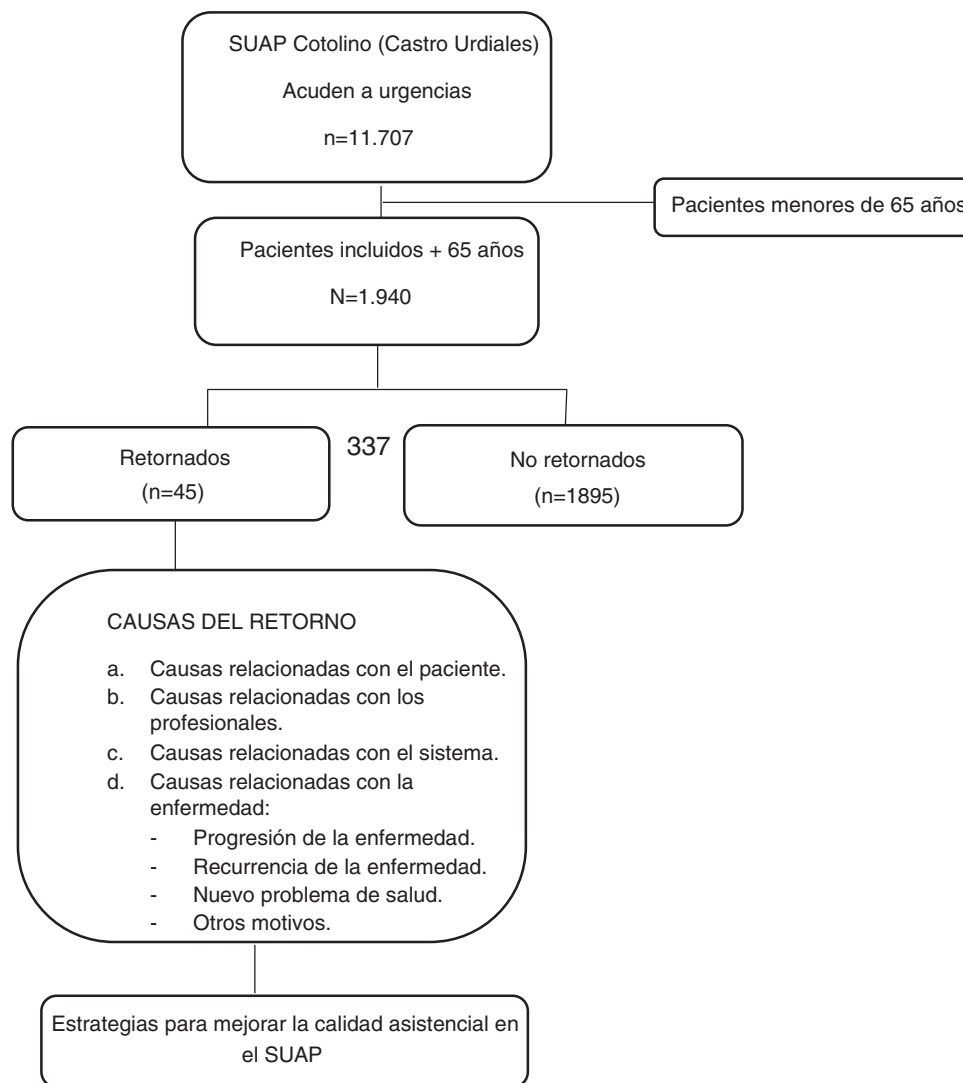 SUAP Cotolino (Castro Urdiales)
Acuden a urgencias
n=11.707
Pacientes menores de 65 años
Pacientes incluidos + 65 años
N=1.940
Retornados
(n=45)
337
No retornados
(n=1895)
CAUSAS DEL RETORNO
a. Causas relacionadas con el paciente.
b. Causas relacionadas con los
profesionales.
c. Causas relacionadas con el sistema.
d. Causas relacionadas con la
enfermedad:
- Progresión de la enfermedad.
- Recurrencia de la enfermedad.
- Nuevo problema de salud.
- Otros motivos.
Estrategias para mejorar la calidad asistencial en
el SUAP